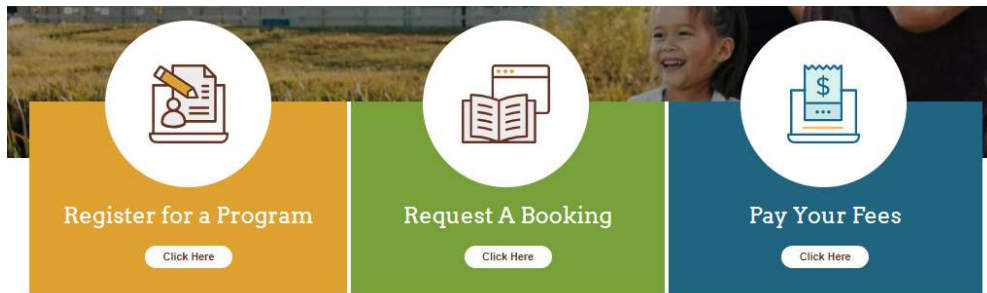 $
Register for a Program
Request A Booking
Pay Your Fees
Click Here
Click Here
Click Here